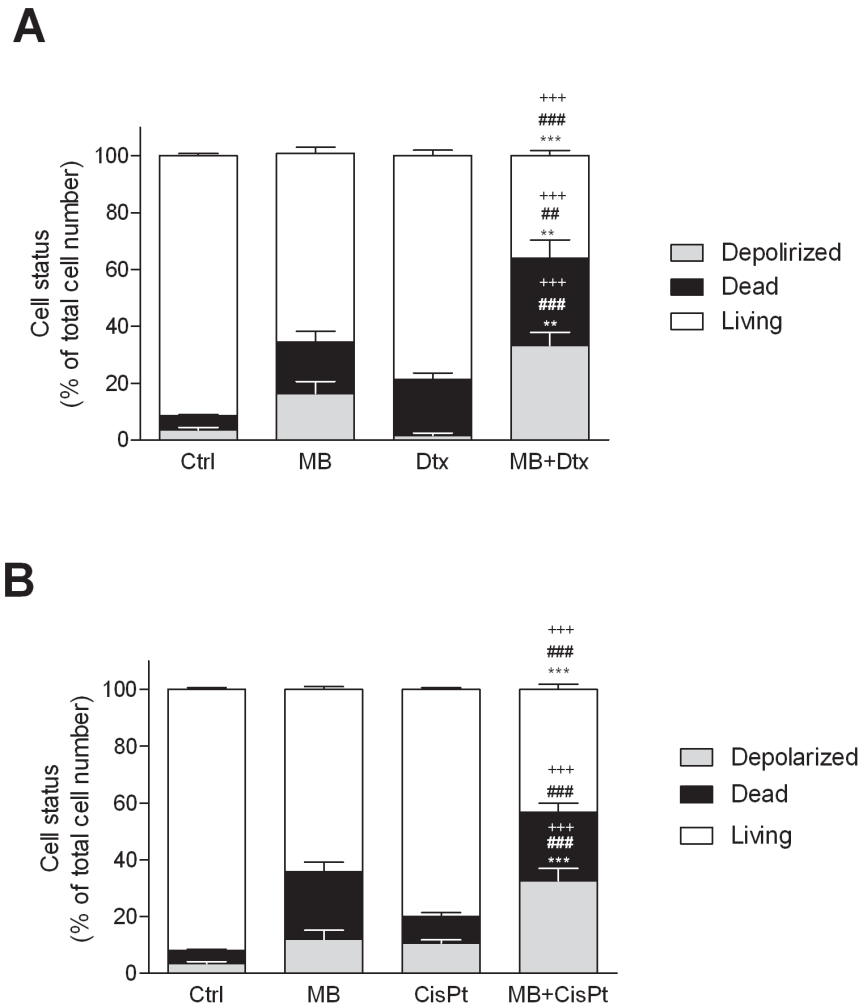 A
Cell status
(% of total cell number)
100
80
60
40
20
0
+++
###
***
+++
##
**
+++
###
**
Ctrl MB Dtx MB+Dtx
Depolirized
Dead
Living
B
Cell status
(% of total cell number)
100
80
60
40
20
0
+++
###
***
+++
###
+++
###
***
Ctrl MB CisPt MB+CisPt
Depolarized
Dead
Living